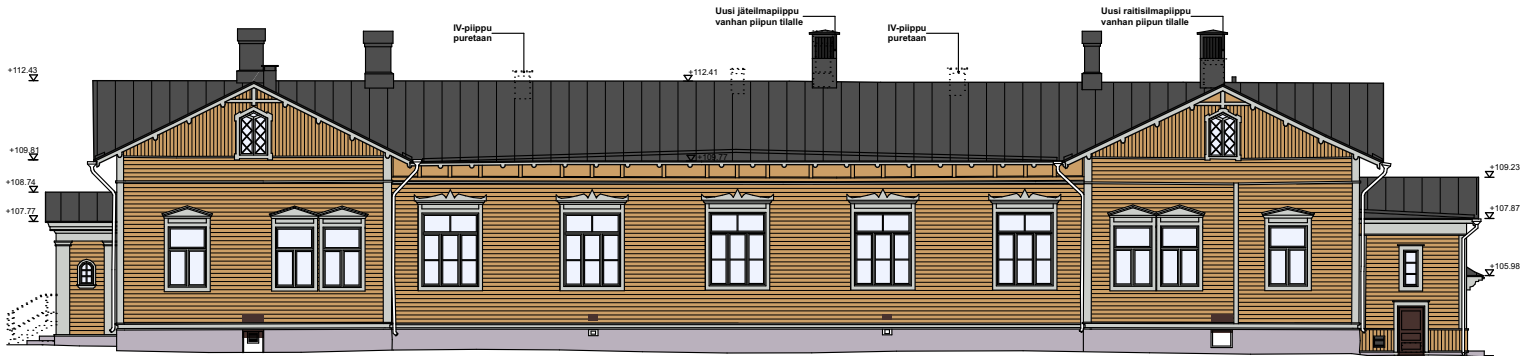 Uusi jäteilmapiippu
vanhan piipun tilalle
Uusi raitisilmapiippu
vanhan piipun tilalle
IV-piippu
puretaan
IV-piippu
puretaan
+112.43
+112.41
+109.81
+108.77
+109.23
+108.74
+107.77
+107.87
+105.98